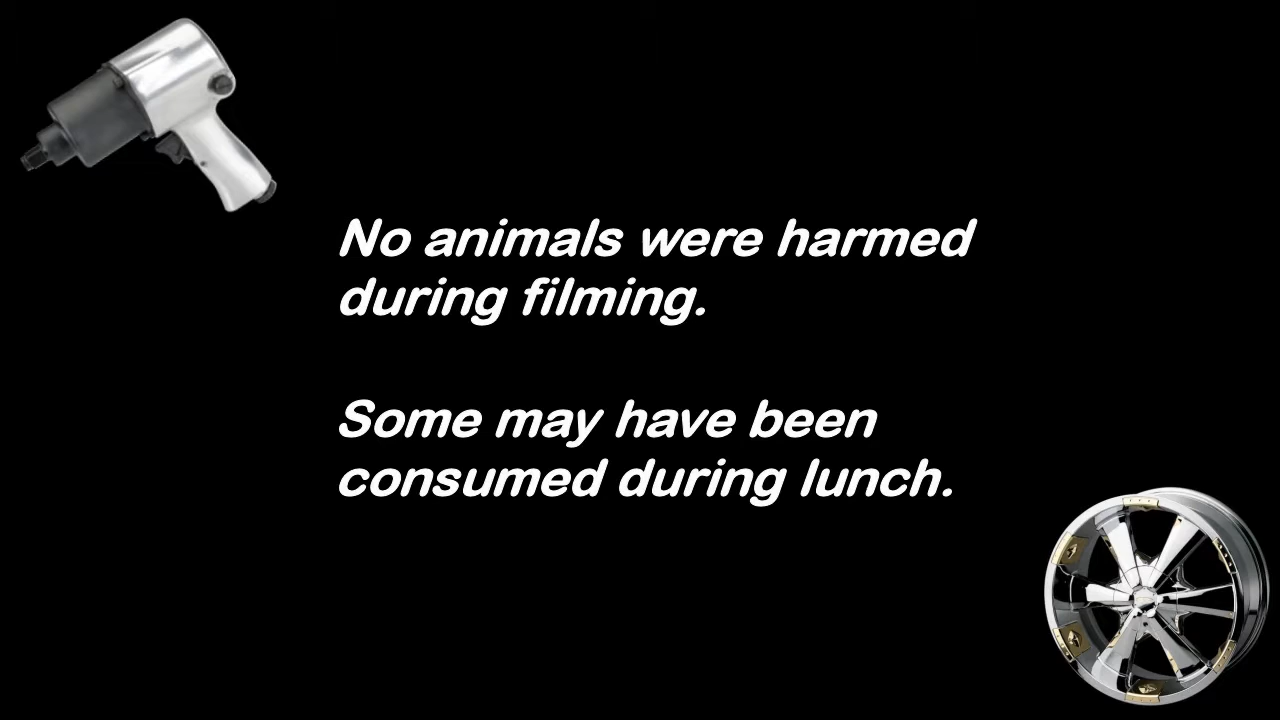 No animals were harmed
during filming.
Some may have been
consumed during lunch.